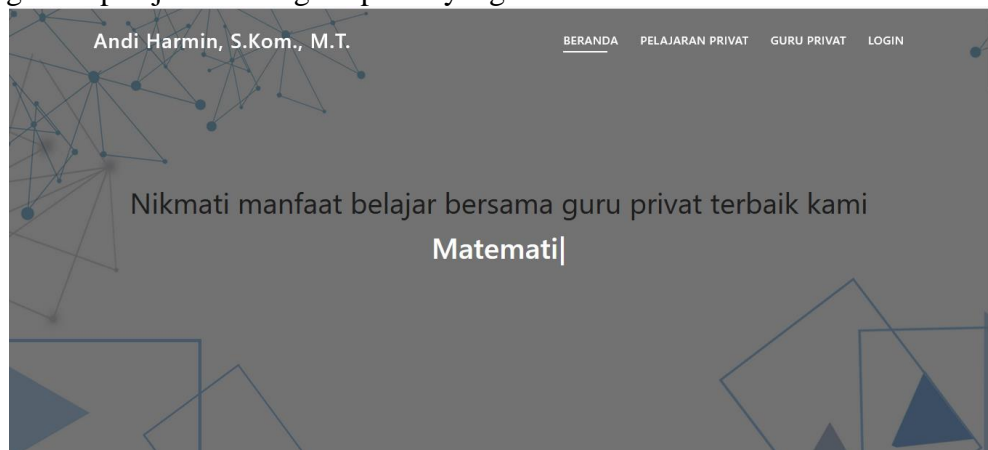 Andi Harmin, S.Kom., M.T.
BERANDA PELAJARAN PRIVAT GURU PRIVAT LOGIN
Nikmati manfaat belajar bersama guru privat terbaik kami
Matemati|